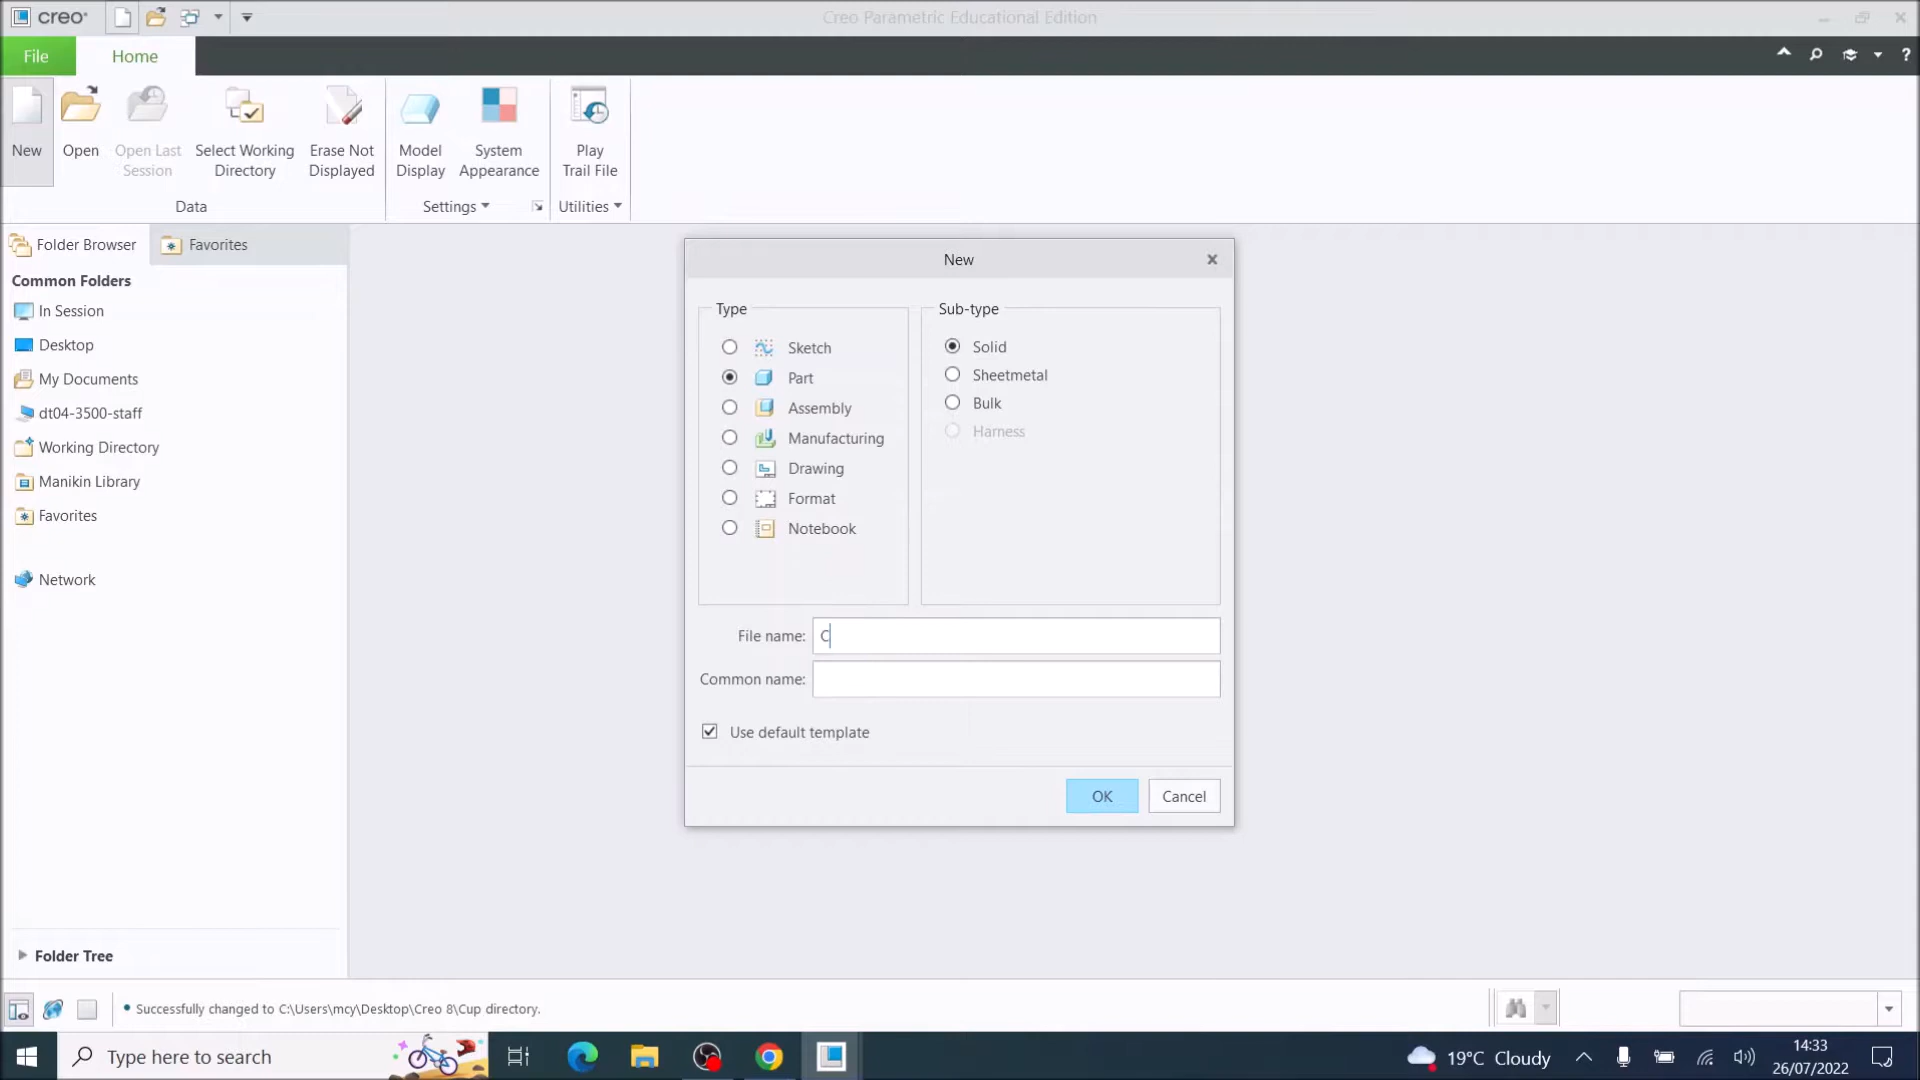 creo
Creo Parametric Educational Edition
File
Home
New
Open
Open Last Session
Select Working Directory
Erase Not Displayed
Model Display
System Appearance
Play Trail File
Data
Settings
Utilities
Folder Browser
Favorites
Common Folders
In Session
Desktop
My Documents
dt04-3500-staff
Working Directory
Manikin Library
Favorites
Network
Folder Tree
New
Type
Sketch
Part
Assembly
Manufacturing
Drawing
Format
Notebook
Sub-type
Solid
Sheetmetal
Bulk
Harness
File name: C
Common name:
Use default template
OK
Cancel
Successfully changed to C:\Users\mcy\Desktop\Creo 8\Cup directory.
Type here to search
19°C Cloudy
14:33
26/07/2022